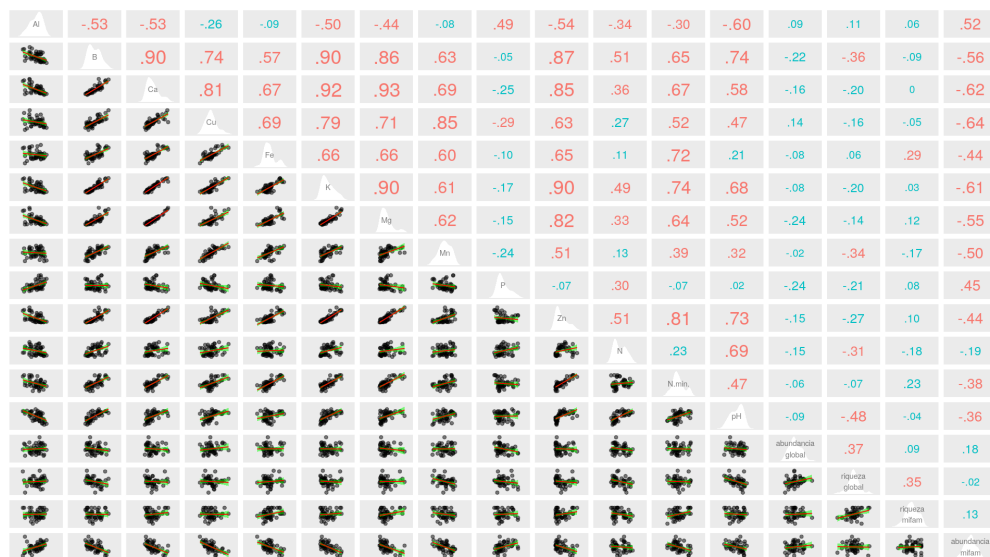 Al -.53 -.53 -.26 -.09 -.50 -.44 -.08 .49 -.54 -.34 -.30 -.60 .09 .11 .06 .52
B .90 .74 .57 .90 .86 .63 -.05 .87 .51 .65 .74 -.22 -.36 -.09 -.56
Ca .81 .67 .92 .93 .69 -.25 .85 .36 .67 .58 -.16 -.20 0 -.62
Cu .69 .79 .71 .85 -.29 .63 .27 .52 .47 .14 -.16 -.05 -.64
Fe .66 .66 .60 -.10 .65 .11 .72 .21 -.08 .06 .29 -.44
K .90 .61 -.17 .90 .49 .74 .68 -.08 -.20 .03 -.61
Mg .62 -.15 .82 .33 .64 .52 -.24 -.14 .12 -.55
Mn -.24 .51 .13 .39 .32 -.02 -.34 -.17 -.50
P -.07 .30 -.07 .02 -.24 -.21 .08 .45
Zn .51 .81 .73 -.15 -.27 .10 -.44
N .23 .69 -.15 -.31 -.18 -.19
N.min. .47 -.06 -.07 .23 -.38
pH -.09 -.48 -.04 -.36
abundancia
global .37 .09 .18
riqueza
global .35 -.02
riqueza
mifam .13
abundancia
mifam